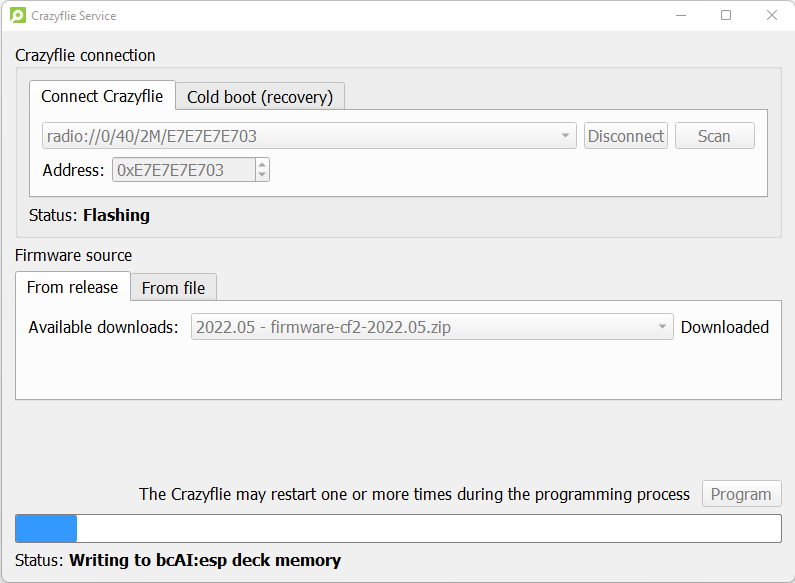 Crazyflie Service
Crazyflie connection
Connect Crazyflie Cold boot (recovery)
radio://0/40/2M/E7E7E7E703 Disconnect Scan
Address: 0xE7E7E7E703
Status: Flashing
Firmware source
From release From file
Available downloads: 2022.05 - firmware-cf2-2022.05.zip Downloaded
The Crazyflie may restart one or more times during the programming process Program
Status: Writing to bcAI:esp deck memory